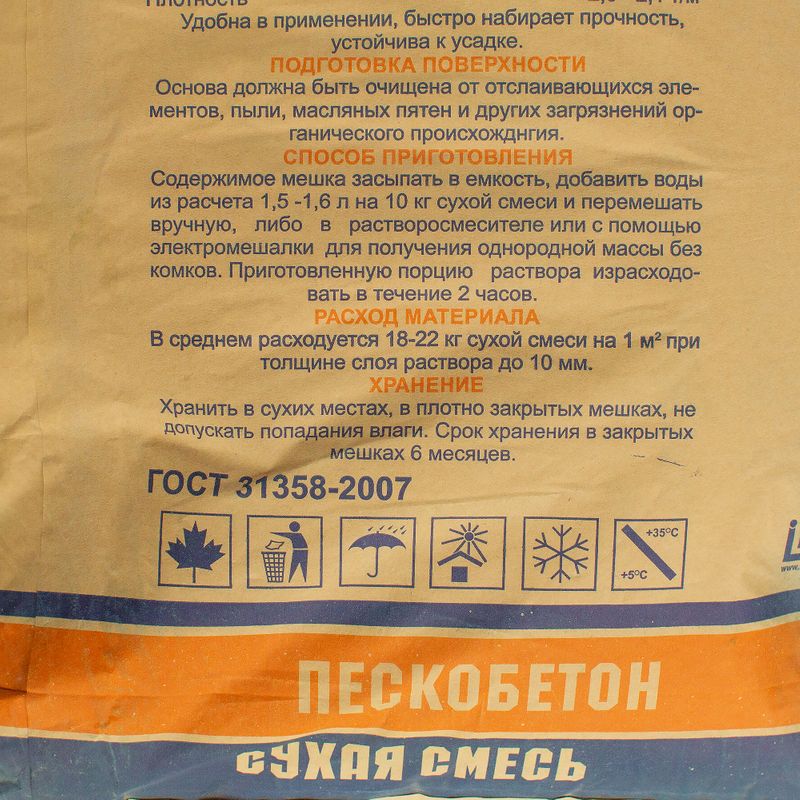 Плотность
Удобна в применении, быстро набирает прочность,
устойчива к усадке.
ПОДГОТОВКА ПОВЕРХНОСТИ
Основа должна быть очищена от отслаивающихся эле-
ментов, пыли, масляных пятен и других загрязнений ор-
ганического происхожднгия.
СПОСОБ ПРИГОТОВЛЕНИЯ
Содержимое мешка засыпать в емкость, добавить воды
из расчета 1,5 -1,6 л на 10 кг сухой смеси и перемешать
вручную, либо в растворосмесителе или с помощью
электромешалки для получения однородной массы без
комков. Приготовленную порцию раствора израсходо-
вать в течение 2 часов.
РАСХОД МАТЕРИАЛА
В среднем расходуется 18-22 кг сухой смеси на 1 м² при
толщине слоя раствора до 10 мм.
ХРАНЕНИЕ
Хранить в сухих местах, в плотно закрытых мешках, не
допускать попадания влаги. Срок хранения в закрытых
мешках 6 месяцев.
ГОСТ 31358-2007
+35°C
+5°C
www.
ПЕСКОБЕТОН
СУХАЯ СМЕСЬ